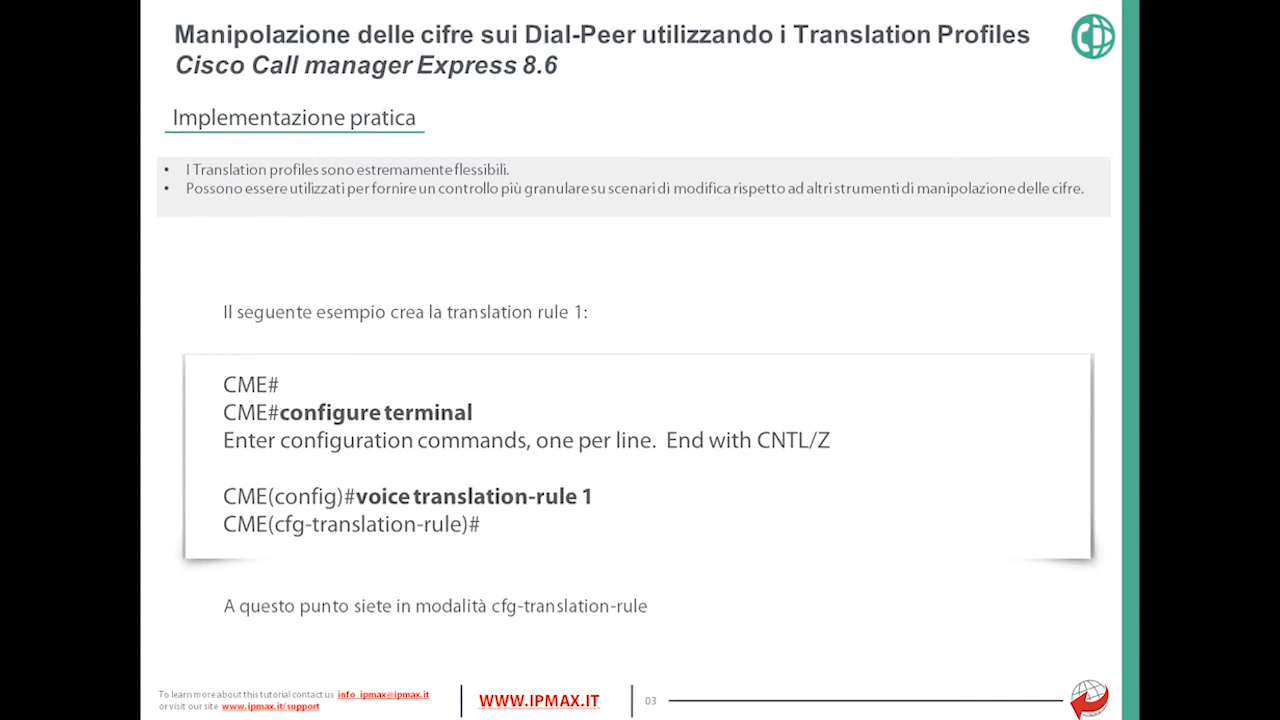 Manipolazione delle cifre sui Dial-Peer utilizzando i Translation Profiles
Cisco Call manager Express 8.6
Implementazione pratica
• I Translation profiles sono estremamente flessibili.
• Possono essere utilizzati per fornire un controllo più granulare su scenari di modifica rispetto ad altri strumenti di manipolazione delle cifre.
Il seguente esempio crea la translation rule 1:
CME#
CME#configure terminal
Enter configuration commands, one per line. End with CNTL/Z
CME(config)#voice translation-rule 1
CME(cfg-translation-rule)#
A questo punto siete in modalità cfg-translation-rule
To learn more about this tutorial contact us info_ipmax@ipmax.it
or visit our site www.ipmax.it/support
WWW.IPMAX.IT
03